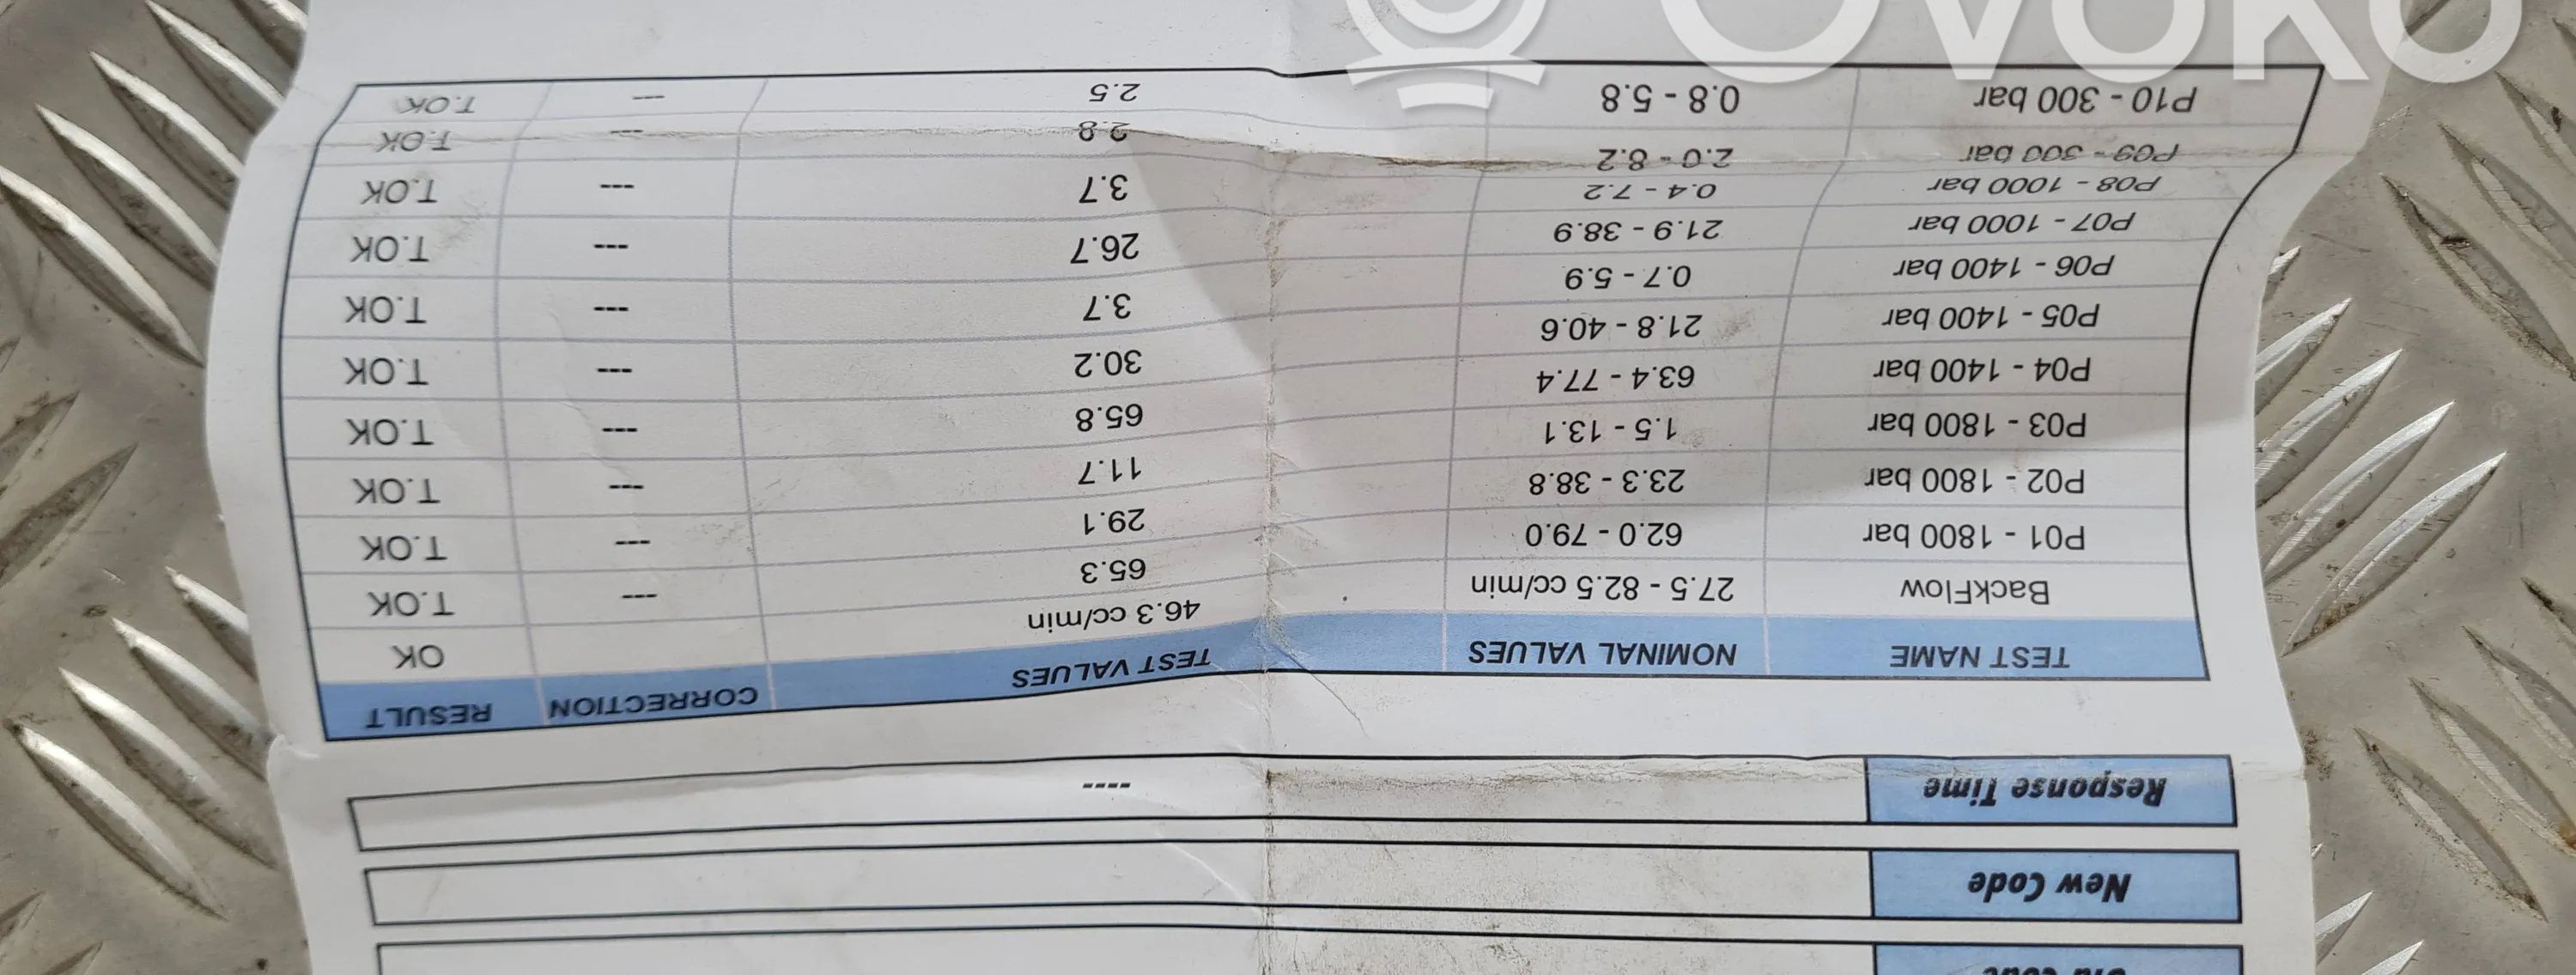 New Code
Response Time ----
TEST NAME NOMINAL VALUES TEST VALUES CORRECTION RESULT
BackFlow 27.5 - 82.5 cc/min 46.3 cc/min OK
P01 - 1800 bar 62.0 - 79.0 65.3 --- T.OK
P02 - 1800 bar 23.3 - 38.8 29.1 --- T.OK
P03 - 1800 bar 1.5 - 13.1 11.7 --- T.OK
P04 - 1400 bar 63.4 - 77.4 65.8 --- T.OK
P05 - 1400 bar 21.8 - 40.6 30.2 --- T.OK
P06 - 1400 bar 0.7 - 5.9 3.7 --- T.OK
P07 - 1000 bar 21.9 - 38.9 26.7 --- T.OK
P08 - 1000 bar 0.4 - 7.2 3.7 --- T.OK
P09 - 300 bar 2.0 - 8.2 2.8 --- T.OK
P10 - 300 bar 0.8 - 5.8 2.5 --- T.OK
OVOKO